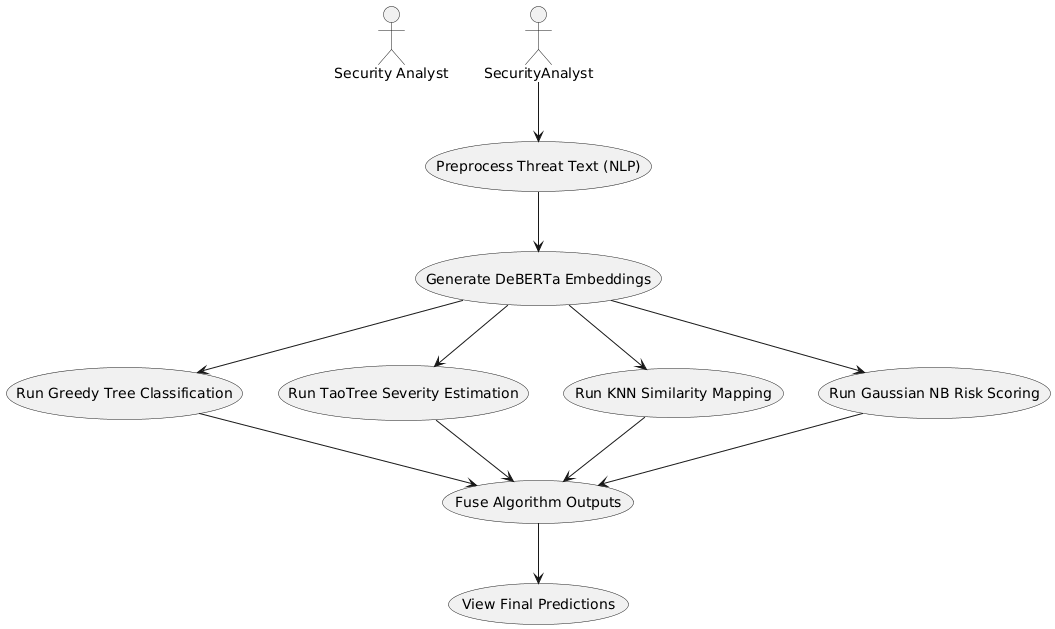 Security Analyst
SecurityAnalyst
Preprocess Threat Text (NLP)
Generate DeBERTa Embeddings
Run Greedy Tree Classification
Run TaoTree Severity Estimation
Run KNN Similarity Mapping
Run Gaussian NB Risk Scoring
Fuse Algorithm Outputs
View Final Predictions